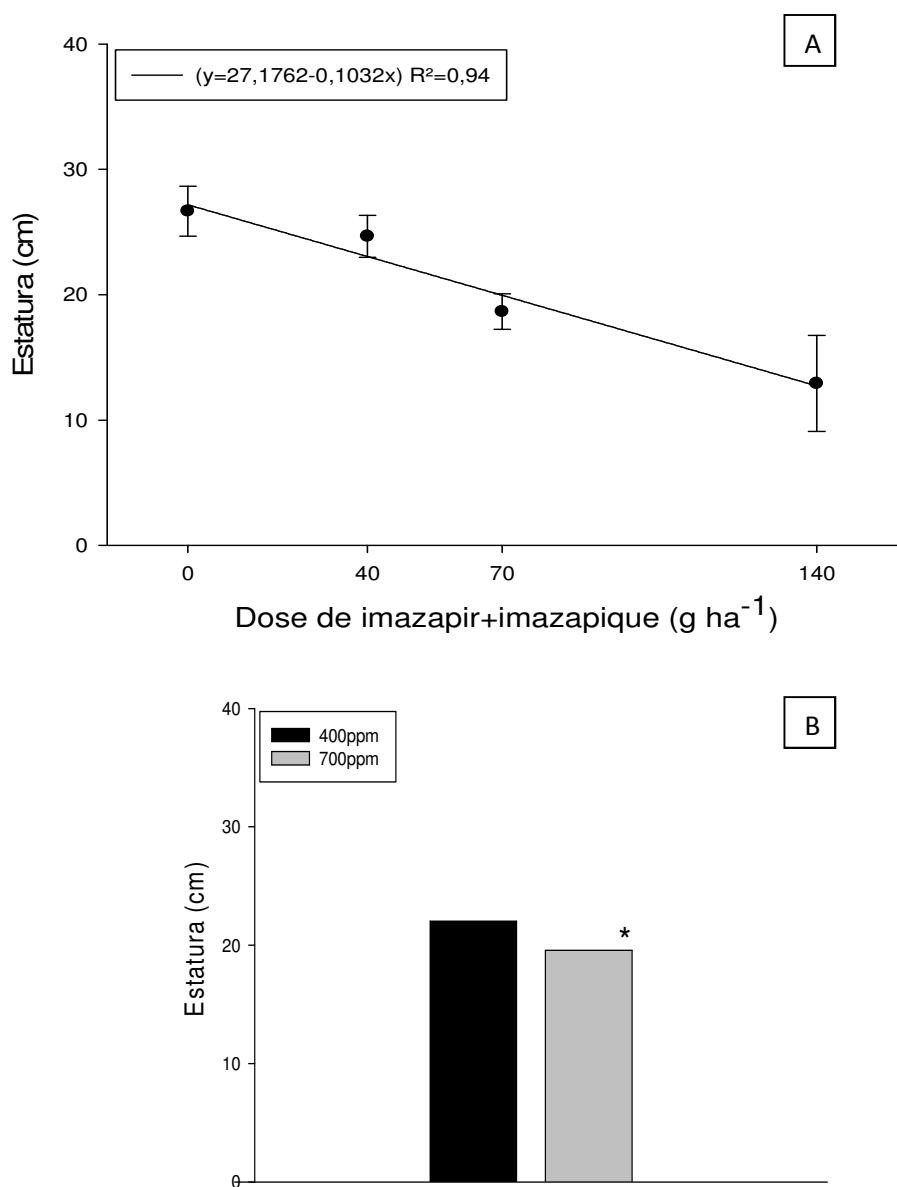 A
40
(y=27,1762-0,1032x) R²=0,94
30
20
10
0
Estatura (cm)
0 40 70 140
Dose de imazapir+imazapique (g ha⁻¹)
B
40
400ppm
700ppm
30
20
10
0
Estatura (cm)
*